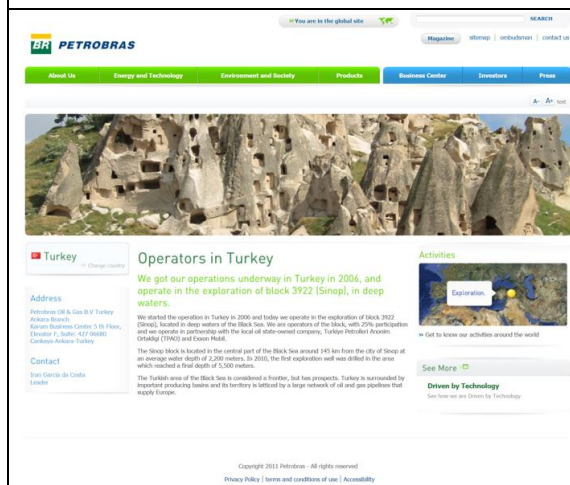 You are in the global site
SEARCH
BR PETROBRAS
Magazine sitemap | ombudsman | contact us
About Us Energy and Technology Environment and Society Products Business Center Investors Press
A- A+ text
Turkey
Change country
Address
Petrobras Oil & Gas B.V Turkey
Ankara Branch
Karum Business Center 5 th Floor,
Elevator F, Suite: 427 06680
Cankaya-Ankara-Turkey
Contact
Iran Garcia da Costa
Leader
Operators in Turkey
We got our operations underway in Turkey in 2006, and
operate in the exploration of block 3922 (Sinop), in deep
waters.
We started the operation in Turkey in 2006 and today we operate in the exploration of block 3922
(Sinop), located in deep waters of the Black Sea. We are operators of the block, with 25% participation
and we operate in partnership with the local oil state-owned company, Turkiye Petrolleri Anonim
Ortakligi (TPAO) and Exxon Mobil.
The Sinop block is located in the central part of the Black Sea around 145 km from the city of Sinop at
an average water depth of 2,200 meters. In 2010, the first exploration well was drilled in the area
which reached a final depth of 5,500 meters.
The Turkish area of the Black Sea is considered a frontier, but has prospects. Turkey is surrounded by
important producing basins and its territory is latticed by a large network of oil and gas pipelines that
supply Europe.
Activities
Exploration
Get to know our activities around the world
See More
Driven by Technology
See how we are Driven by Technology
Copyright 2011 Petrobras - All rights reserved
Privacy Policy | terms and conditions of use | Accessibility